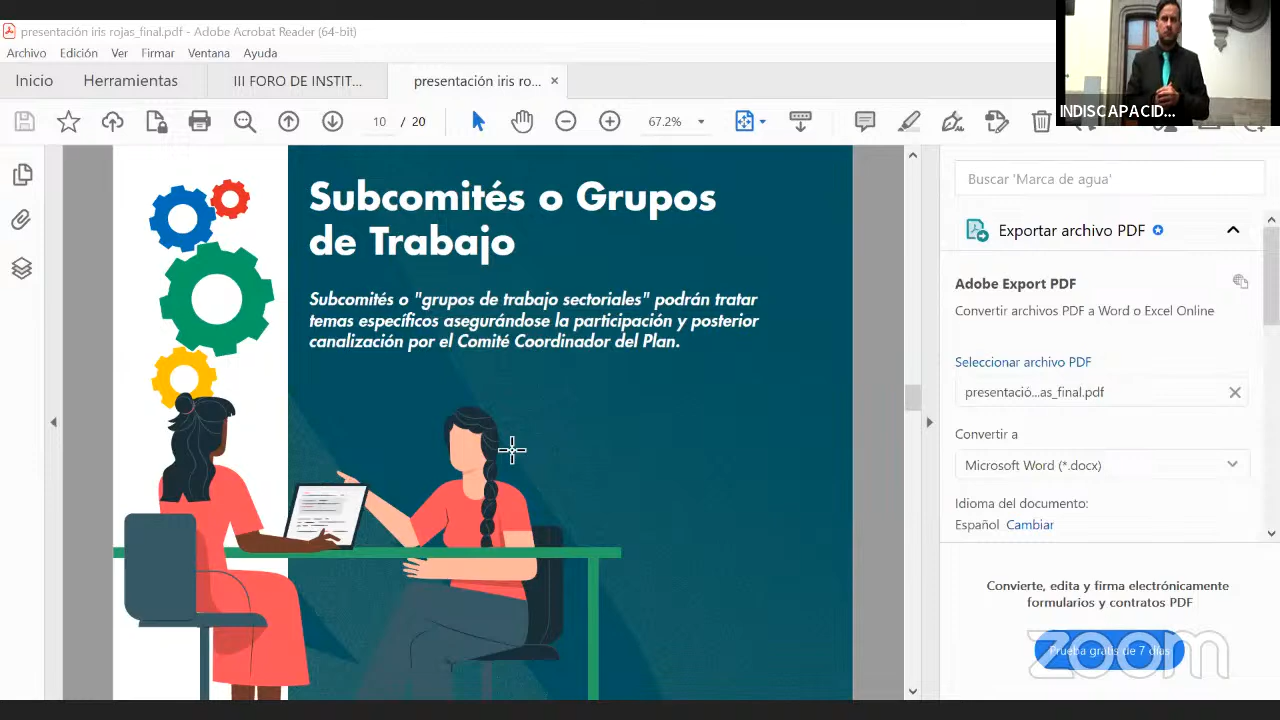 presentación iris rojas_final.pdf - Adobe Acrobat Reader (64-bit)
Archivo Edición Ver Firmar Ventana Ayuda
Inicio Herramientas III FORO DE INSTIT... presentación iris ro... ×
10 / 20 67.2%
INDISCAPACID...
Subcomités o Grupos
de Trabajo
Subcomités o "grupos de trabajo sectoriales" podrán tratar
temas específicos asegurándose la participación y posterior
canalización por el Comité Coordinador del Plan.
Buscar 'Marca de agua'
Exportar archivo PDF
Adobe Export PDF
Convertir archivos PDF a Word o Excel Online
Seleccionar archivo PDF
presentació...as_final.pdf
Convertir a
Microsoft Word (*.docx)
Idioma del documento:
Español Cambiar
Convierte, edita y firma electrónicamente
formularios y contratos PDF
Prueba gratis de 7 días
zoom